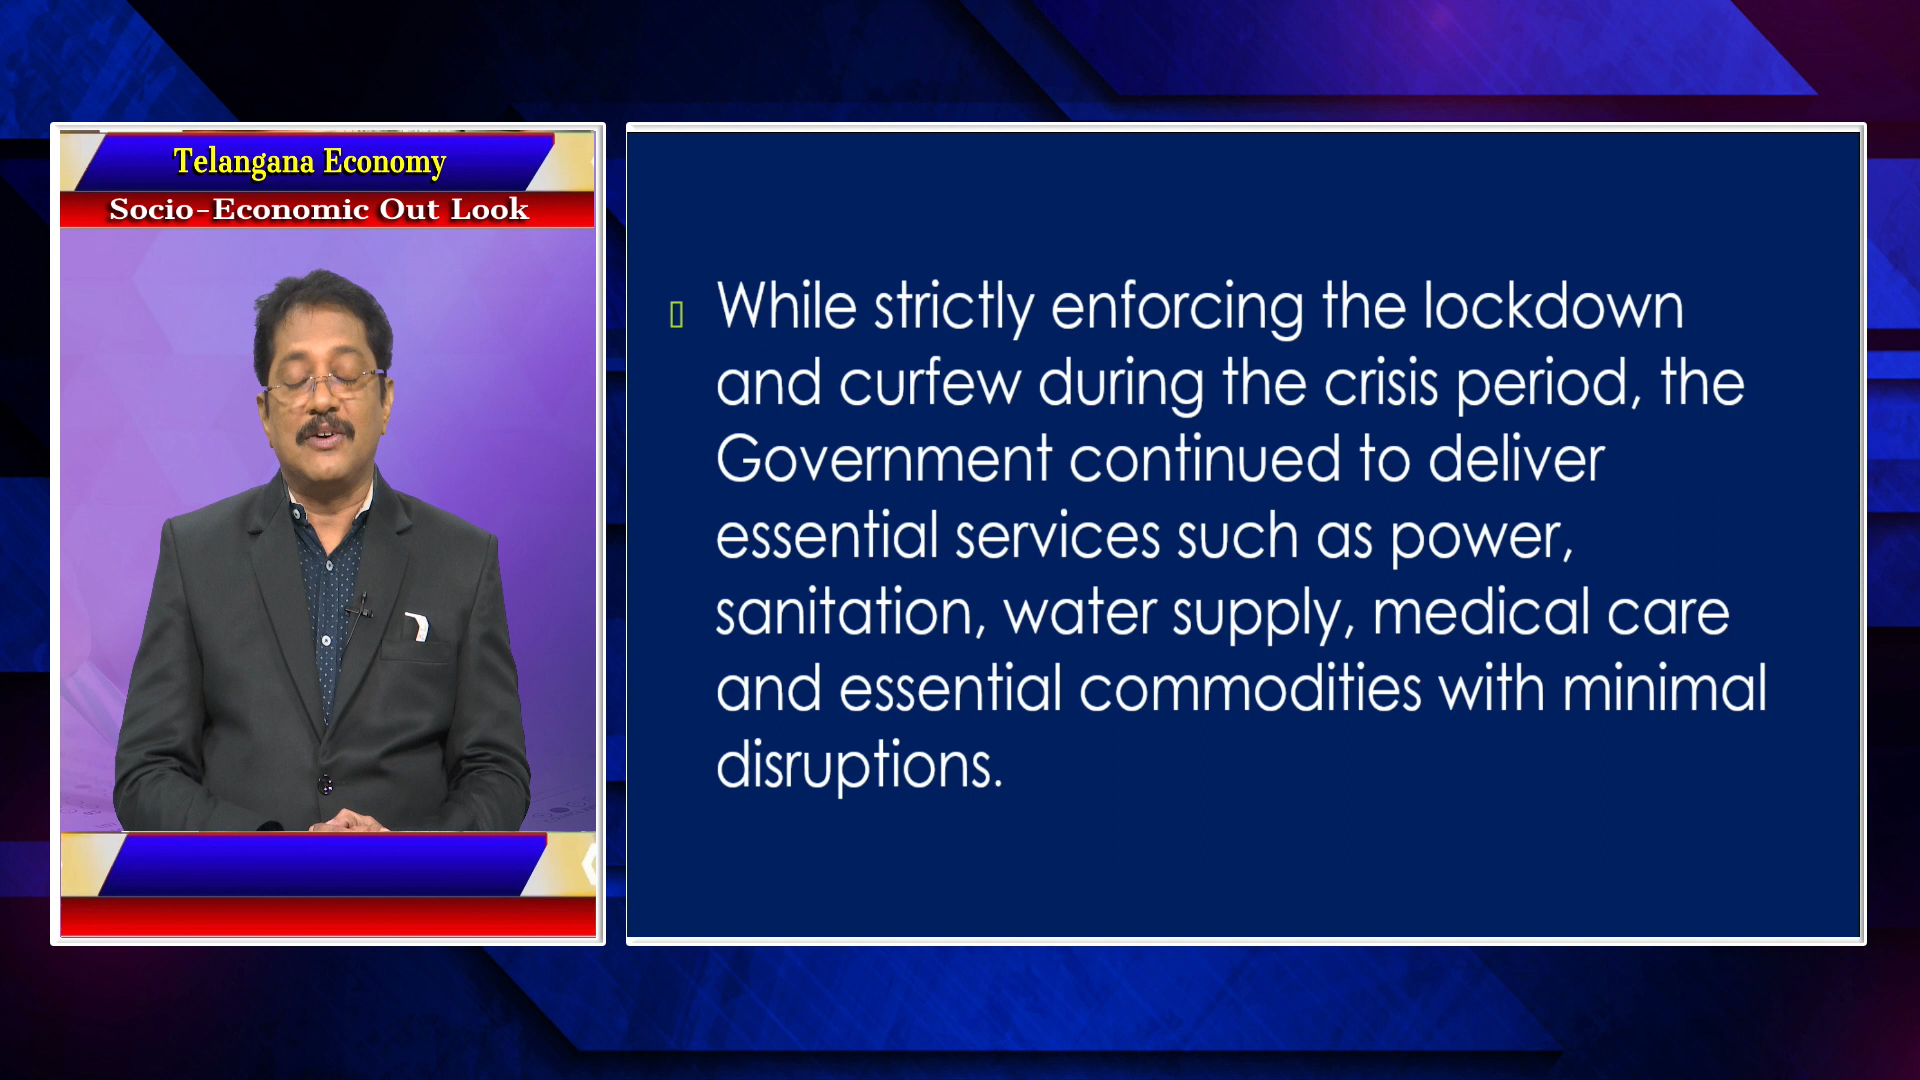 Telangana Economy
Socio-Economic Out Look
While strictly enforcing the lockdown
and curfew during the crisis period, the
Government continued to deliver
essential services such as power,
sanitation, water supply, medical care
and essential commodities with minimal
disruptions.